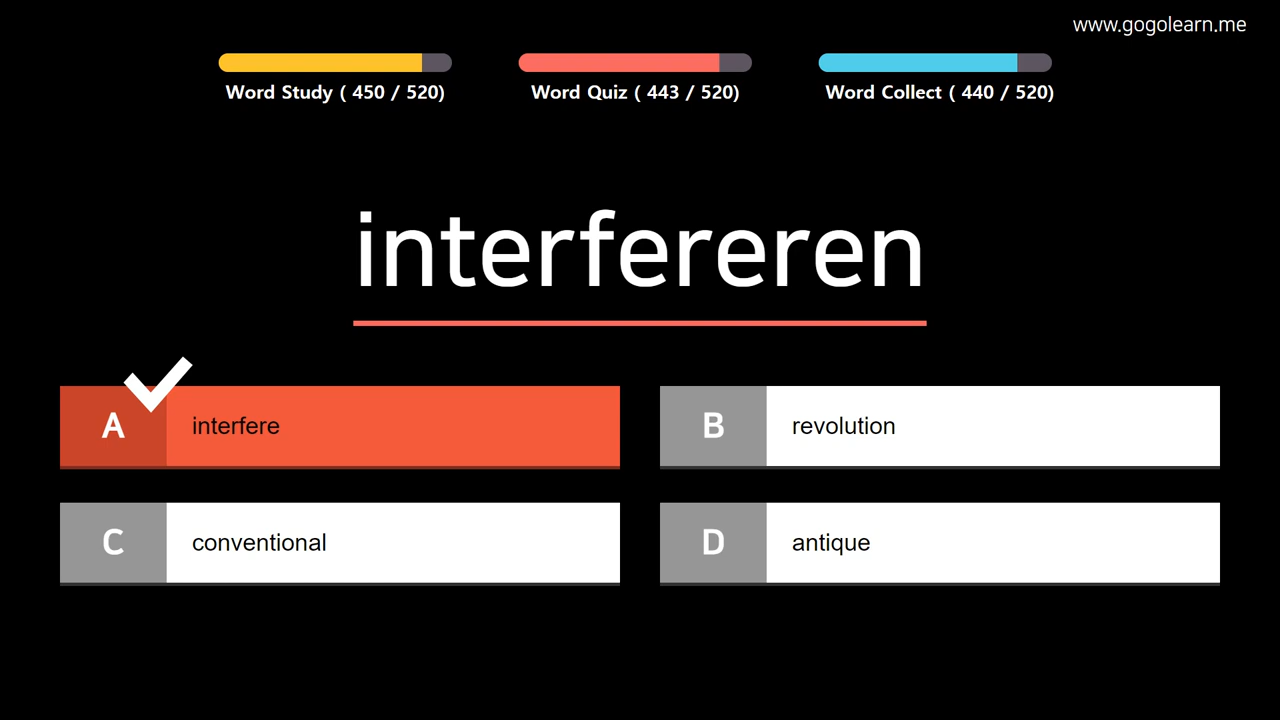 www.gogolearn.me
Word Study ( 450 / 520)
Word Quiz ( 443 / 520)
Word Collect ( 440 / 520)
interfereren
A interfere
B revolution
C conventional
D antique